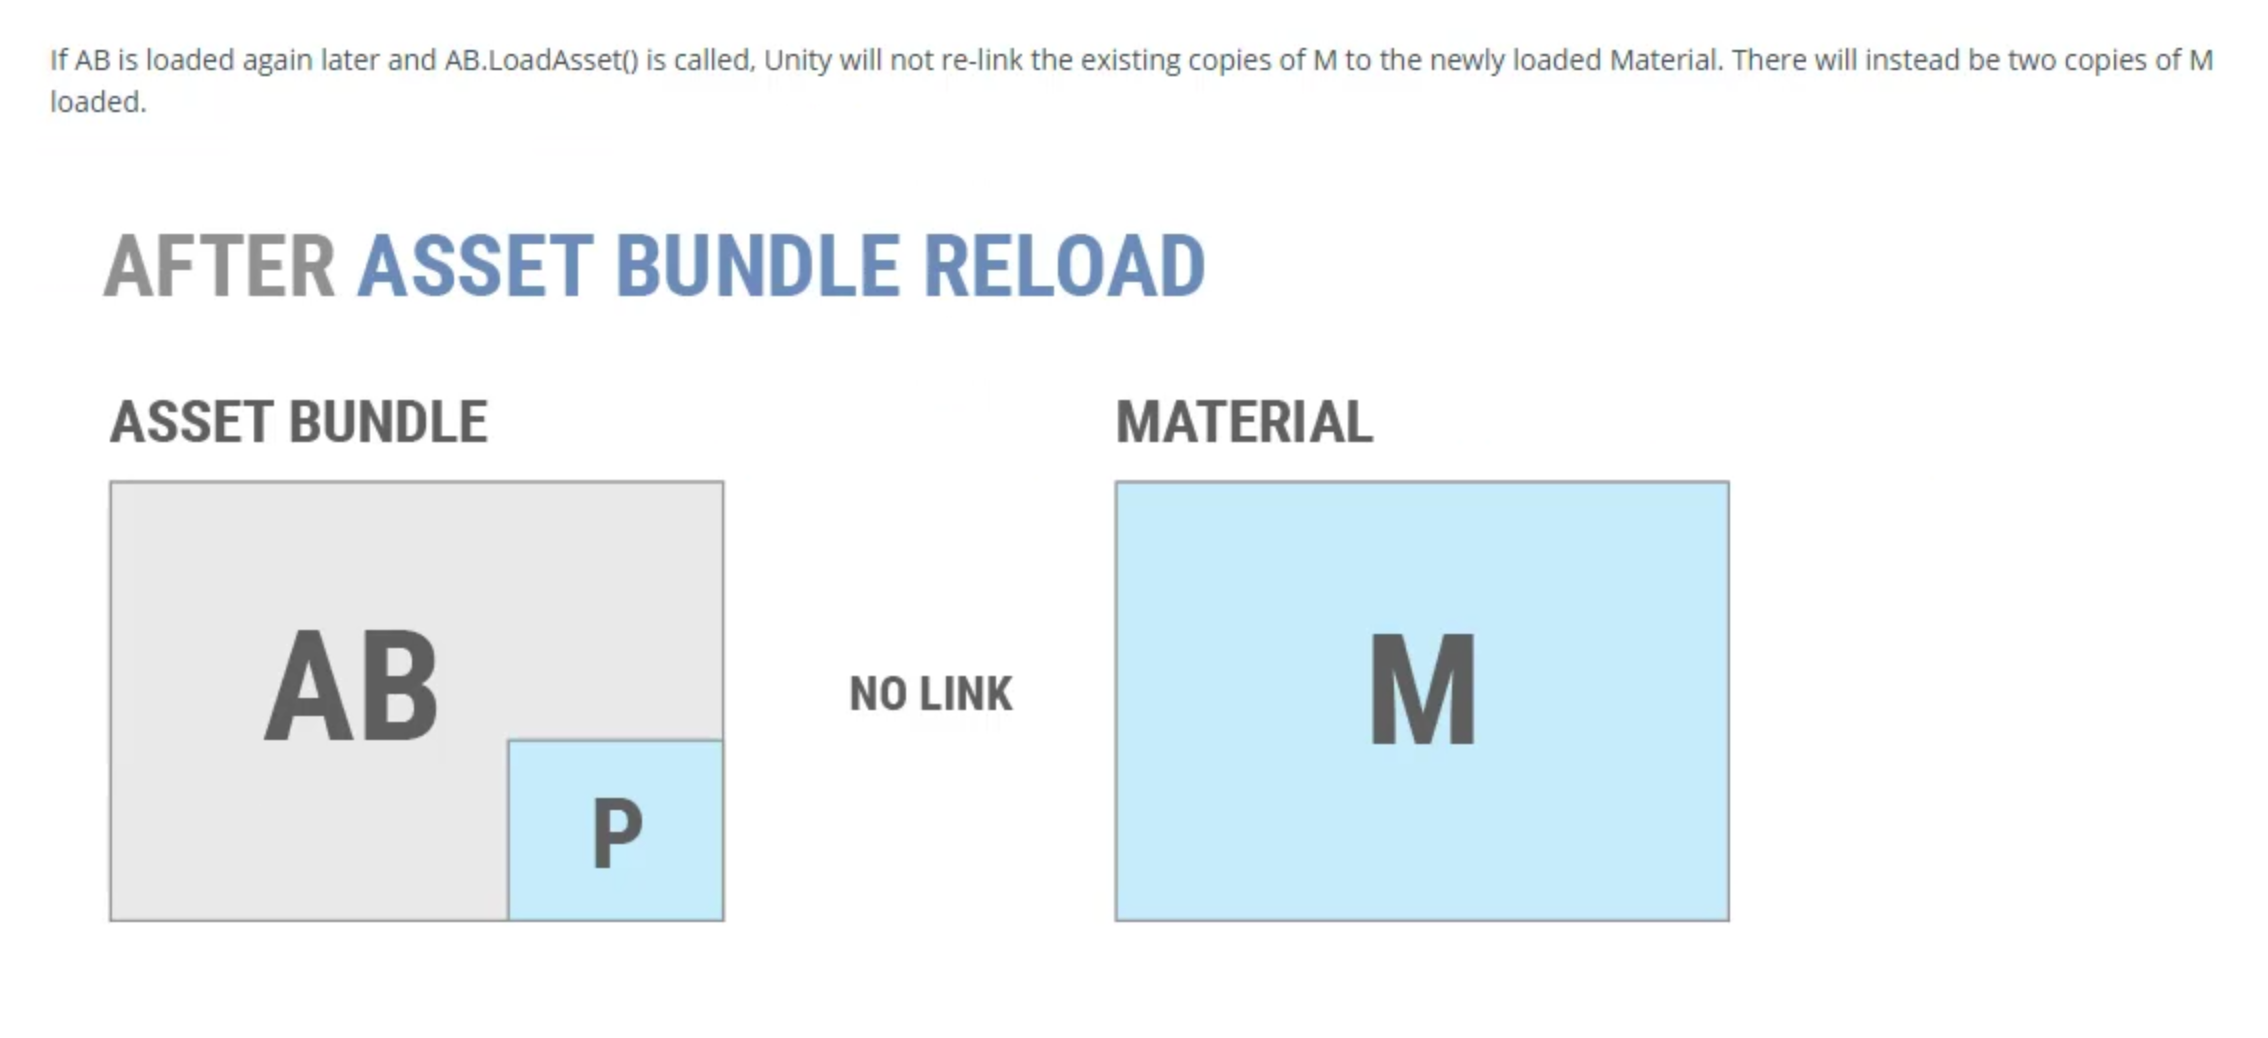 If AB is loaded again later and AB.LoadAsset() is called, Unity will not re-link the existing copies of M to the newly loaded Material. There will instead be two copies of M
loaded.
AFTER ASSET BUNDLE RELOAD
ASSET BUNDLE
MATERIAL
AB
NO LINK
M
P